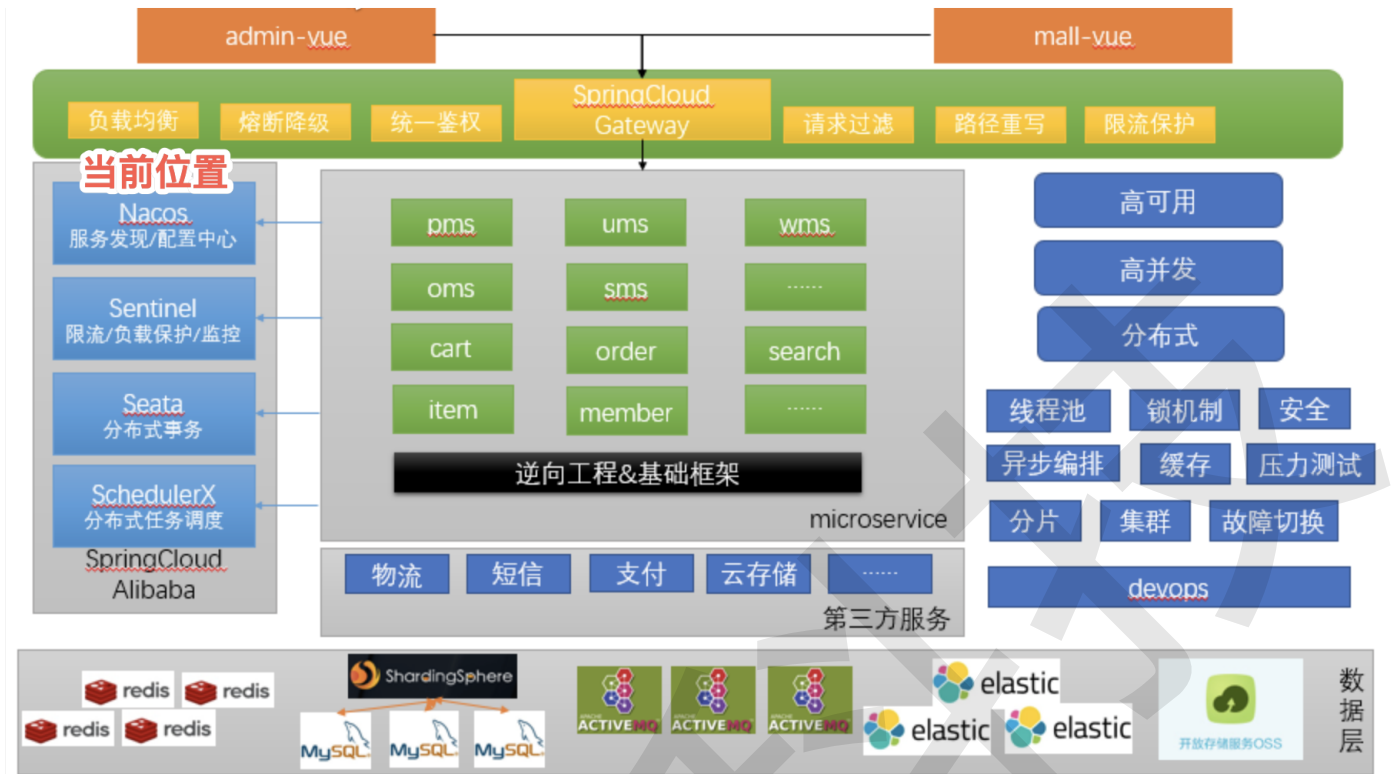 admin-vue
mall-vue
SpringCloud
Gateway
负载均衡
熔断降级
统一鉴权
请求过滤
路径重写
限流保护
当前位置
Nacos
服务发现/配置中心
Sentinel
限流/负载保护/监控
Seata
分布式事务
SchedulerX
分布式任务调度
SpringCloud
Alibaba
pms
ums
wms
oms
sms
......
cart
order
search
item
member
......
逆向工程&基础框架
microservice
物流
短信
支付
云存储
......
第三方服务
高可用
高并发
分布式
线程池
锁机制
安全
异步编排
缓存
压力测试
分片
集群
故障切换
devops
redis
redis
redis
redis
ShardingSphere
MySQL
MySQL
MySQL
APACHE
ACTIVEMQ
APACHE
ACTIVEMQ
APACHE
ACTIVEMQ
elastic
elastic
elastic
开放存储服务OSS
数据层